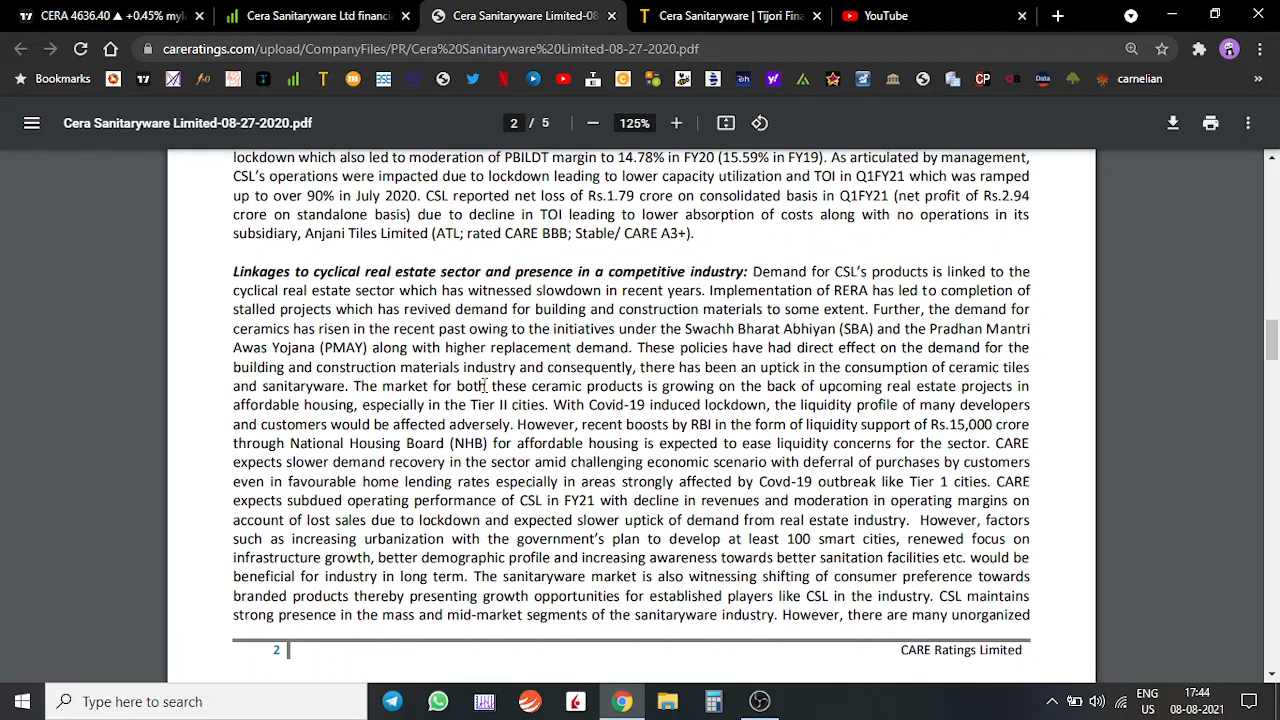 CERA 4636.40 ▲ +0.45% myla
Cera Sanitaryware Ltd financi
Cera Sanitaryware Limited-08-
Cera Sanitaryware | Tijori Fina
YouTube
careratings.com/upload/CompanyFiles/PR/Cera%20Sanitaryware%20Limited-08-27-2020.pdf
Bookmarks
carnelian
Cera Sanitaryware Limited-08-27-2020.pdf
2 / 5
125%
lockdown which also led to moderation of PBILDT margin to 14.78% in FY20 (15.59% in FY19). As articulated by management,
CSL’s operations were impacted due to lockdown leading to lower capacity utilization and TOI in Q1FY21 which was ramped
up to over 90% in July 2020. CSL reported net loss of Rs.1.79 crore on consolidated basis in Q1FY21 (net profit of Rs.2.94
crore on standalone basis) due to decline in TOI leading to lower absorption of costs along with no operations in its
subsidiary, Anjani Tiles Limited (ATL; rated CARE BBB; Stable/ CARE A3+).
Linkages to cyclical real estate sector and presence in a competitive industry: Demand for CSL’s products is linked to the
cyclical real estate sector which has witnessed slowdown in recent years. Implementation of RERA has led to completion of
stalled projects which has revived demand for building and construction materials to some extent. Further, the demand for
ceramics has risen in the recent past owing to the initiatives under the Swachh Bharat Abhiyan (SBA) and the Pradhan Mantri
Awas Yojana (PMAY) along with higher replacement demand. These policies have had direct effect on the demand for the
building and construction materials industry and consequently, there has been an uptick in the consumption of ceramic tiles
and sanitaryware. The market for both these ceramic products is growing on the back of upcoming real estate projects in
affordable housing, especially in the Tier II cities. With Covid-19 induced lockdown, the liquidity profile of many developers
and customers would be affected adversely. However, recent boosts by RBI in the form of liquidity support of Rs.15,000 crore
through National Housing Board (NHB) for affordable housing is expected to ease liquidity concerns for the sector. CARE
expects slower demand recovery in the sector amid challenging economic scenario with deferral of purchases by customers
even in favourable home lending rates especially in areas strongly affected by Covd-19 outbreak like Tier 1 cities. CARE
expects subdued operating performance of CSL in FY21 with decline in revenues and moderation in operating margins on
account of lost sales due to lockdown and expected slower uptick of demand from real estate industry. However, factors
such as increasing urbanization with the government’s plan to develop at least 100 smart cities, renewed focus on
infrastructure growth, better demographic profile and increasing awareness towards better sanitation facilities etc. would be
beneficial for industry in long term. The sanitaryware market is also witnessing shifting of consumer preference towards
branded products thereby presenting growth opportunities for established players like CSL in the industry. CSL maintains
strong presence in the mass and mid-market segments of the sanitaryware industry. However, there are many unorganized
2
CARE Ratings Limited
Type here to search
ENG
US
17:44
08-08-2021